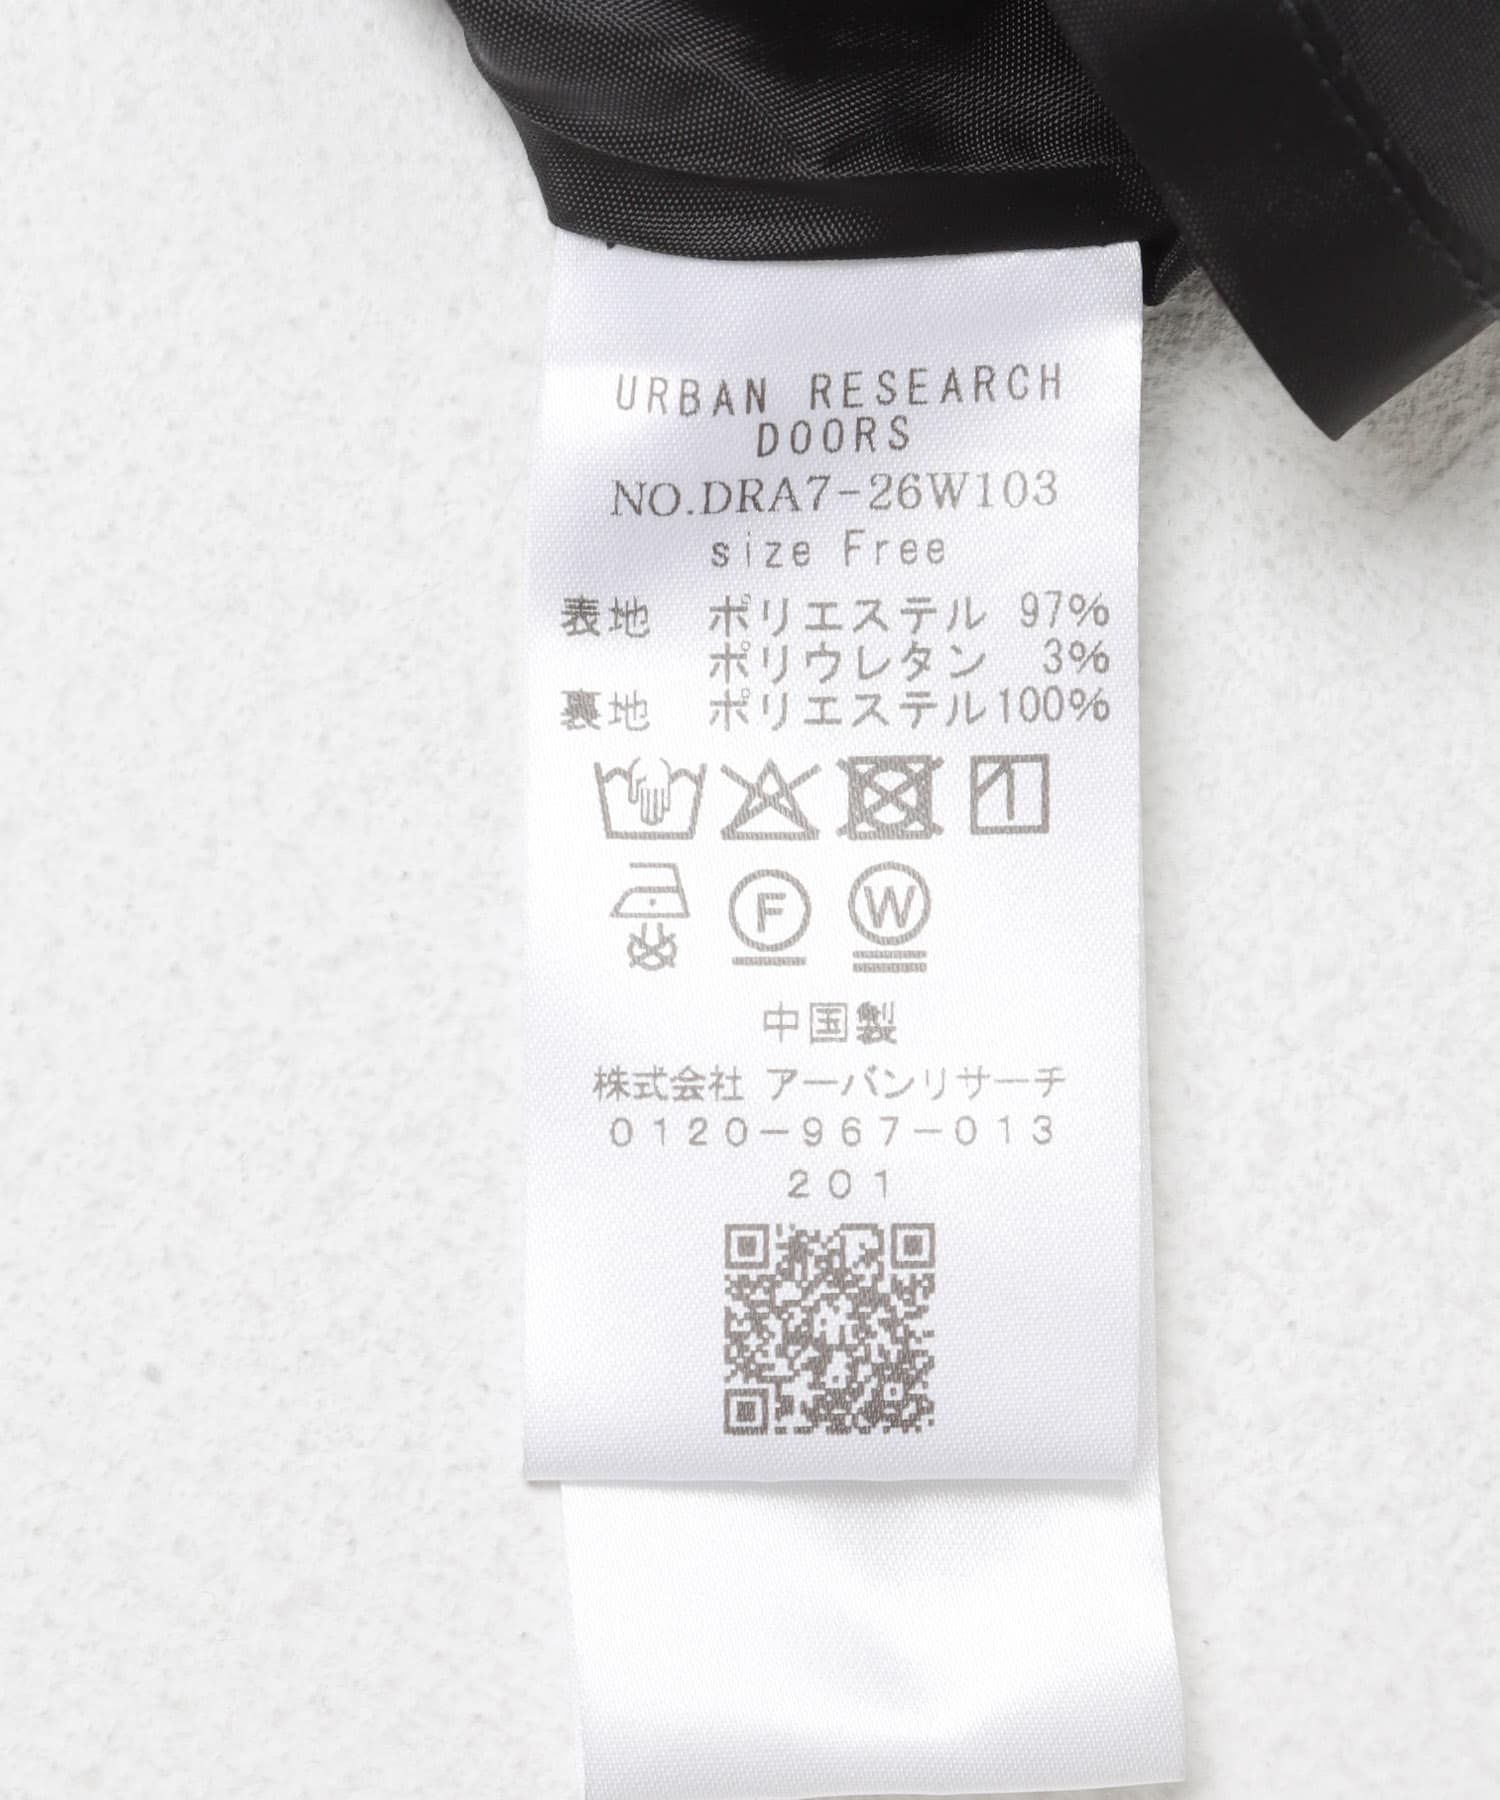 URBAN RESEARCH
DOORS
NO.DRA7-26W103
size Free
表地 ポリエステル 97%
ポリウレタン 3%
裏地 ポリエステル100%
F W
中国製
株式会社 アーバンリサーチ
0120-967-013
201